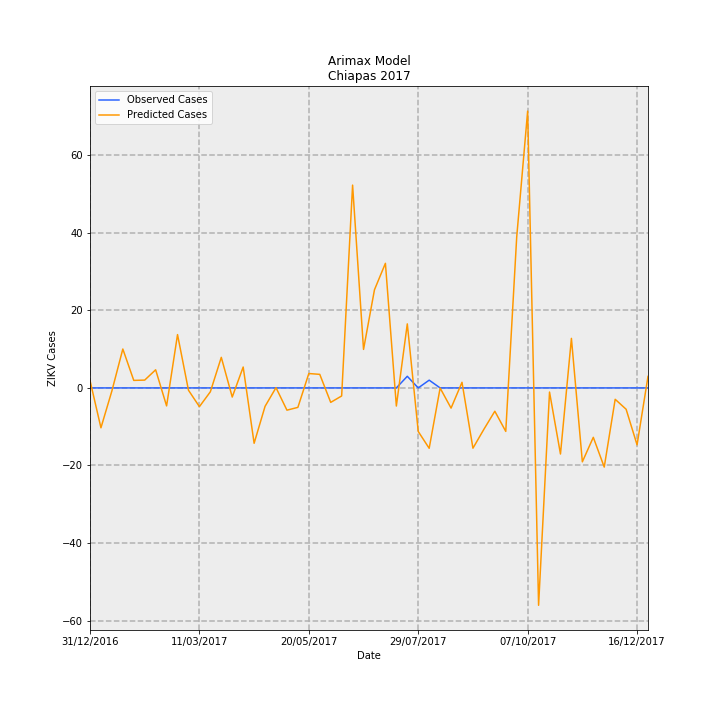 Arimax Model
Chiapas 2017
Observed Cases
Predicted Cases
ZIKV Cases
60
40
20
0
−20
−40
−60
31/12/2016
11/03/2017
20/05/2017
29/07/2017
07/10/2017
16/12/2017
Date